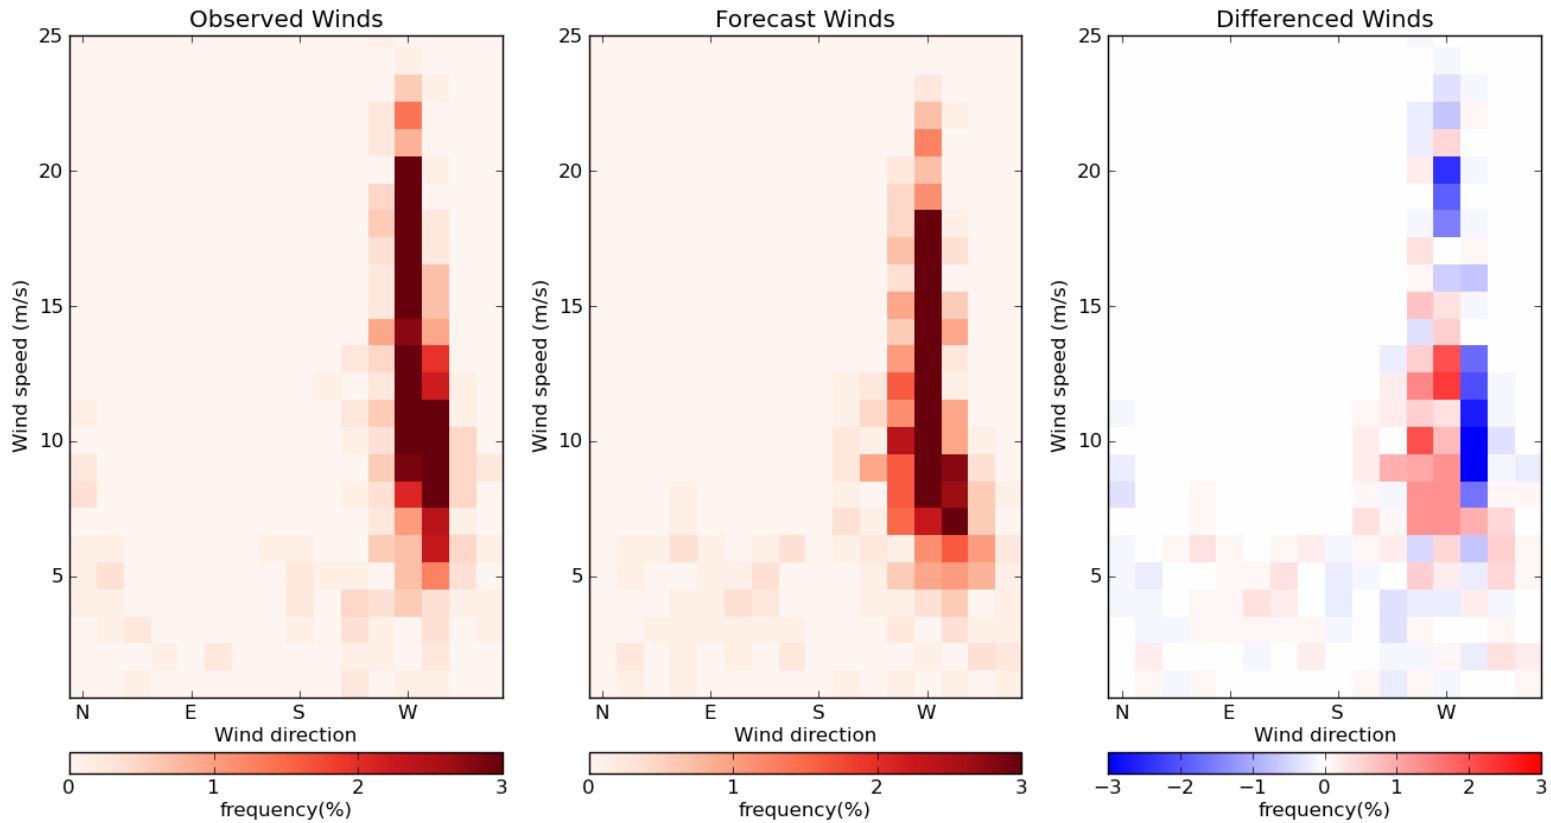 Observed Winds
25
20
15
10
5
Wind speed (m/s)
N E S W
Wind direction
0 1 2 3
frequency(%)
Forecast Winds
25
20
15
10
5
Wind speed (m/s)
N E S W
Wind direction
0 1 2 3
frequency(%)
Differenced Winds
25
20
15
10
5
Wind speed (m/s)
N E S W
Wind direction
−3 −2 −1 0 1 2 3
frequency(%)